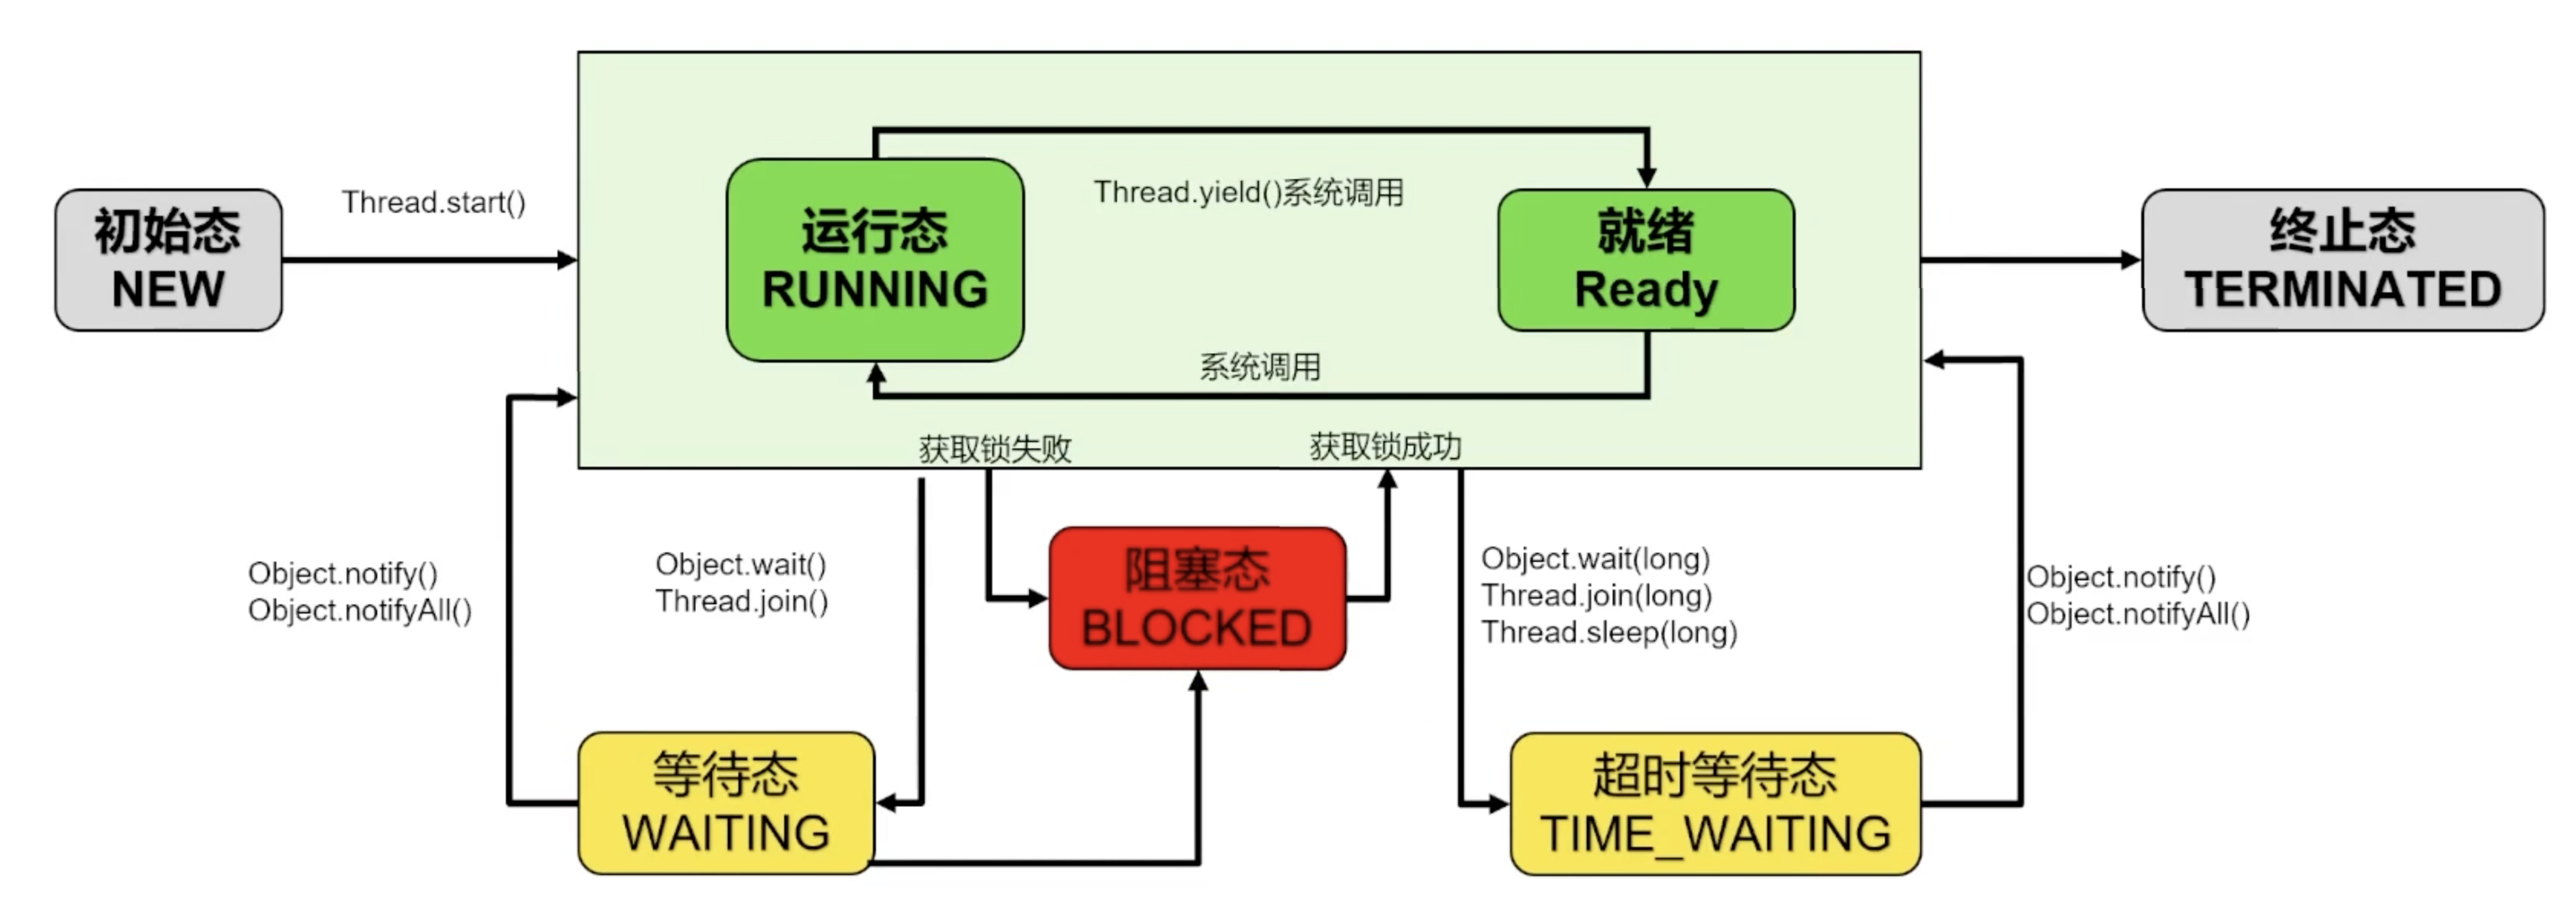 初始态
NEW
Thread.start()
运行态
RUNNING
Thread.yield()系统调用
就绪
Ready
系统调用
终止态
TERMINATED
获取锁失败
获取锁成功
Object.notify()
Object.notifyAll()
Object.wait()
Thread.join()
阻塞态
BLOCKED
Object.wait(long)
Thread.join(long)
Thread.sleep(long)
Object.notify()
Object.notifyAll()
等待态
WAITING
超时等待态
TIME_WAITING